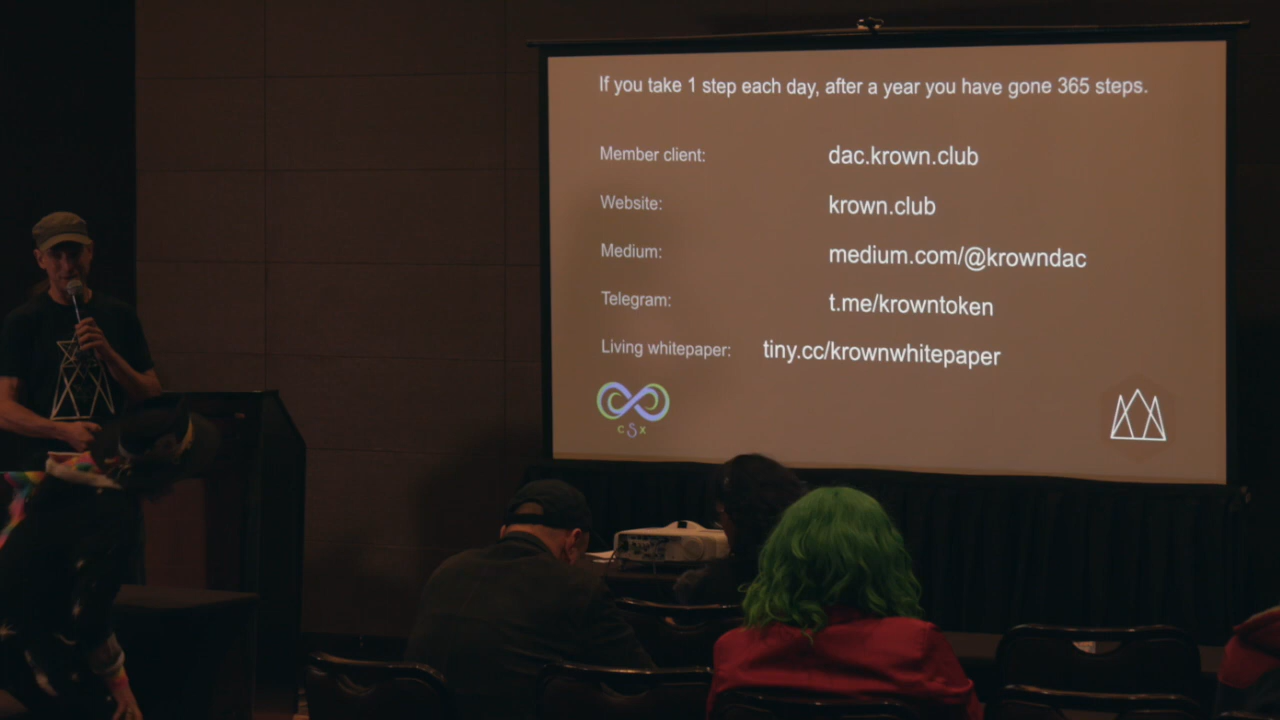 If you take 1 step each day, after a year you have gone 365 steps.
Member client: dac.krown.club
Website: krown.club
Medium: medium.com/@krowndac
Telegram: t.me/krowntoken
Living whitepaper: tiny.cc/krownwhitepaper
CSX